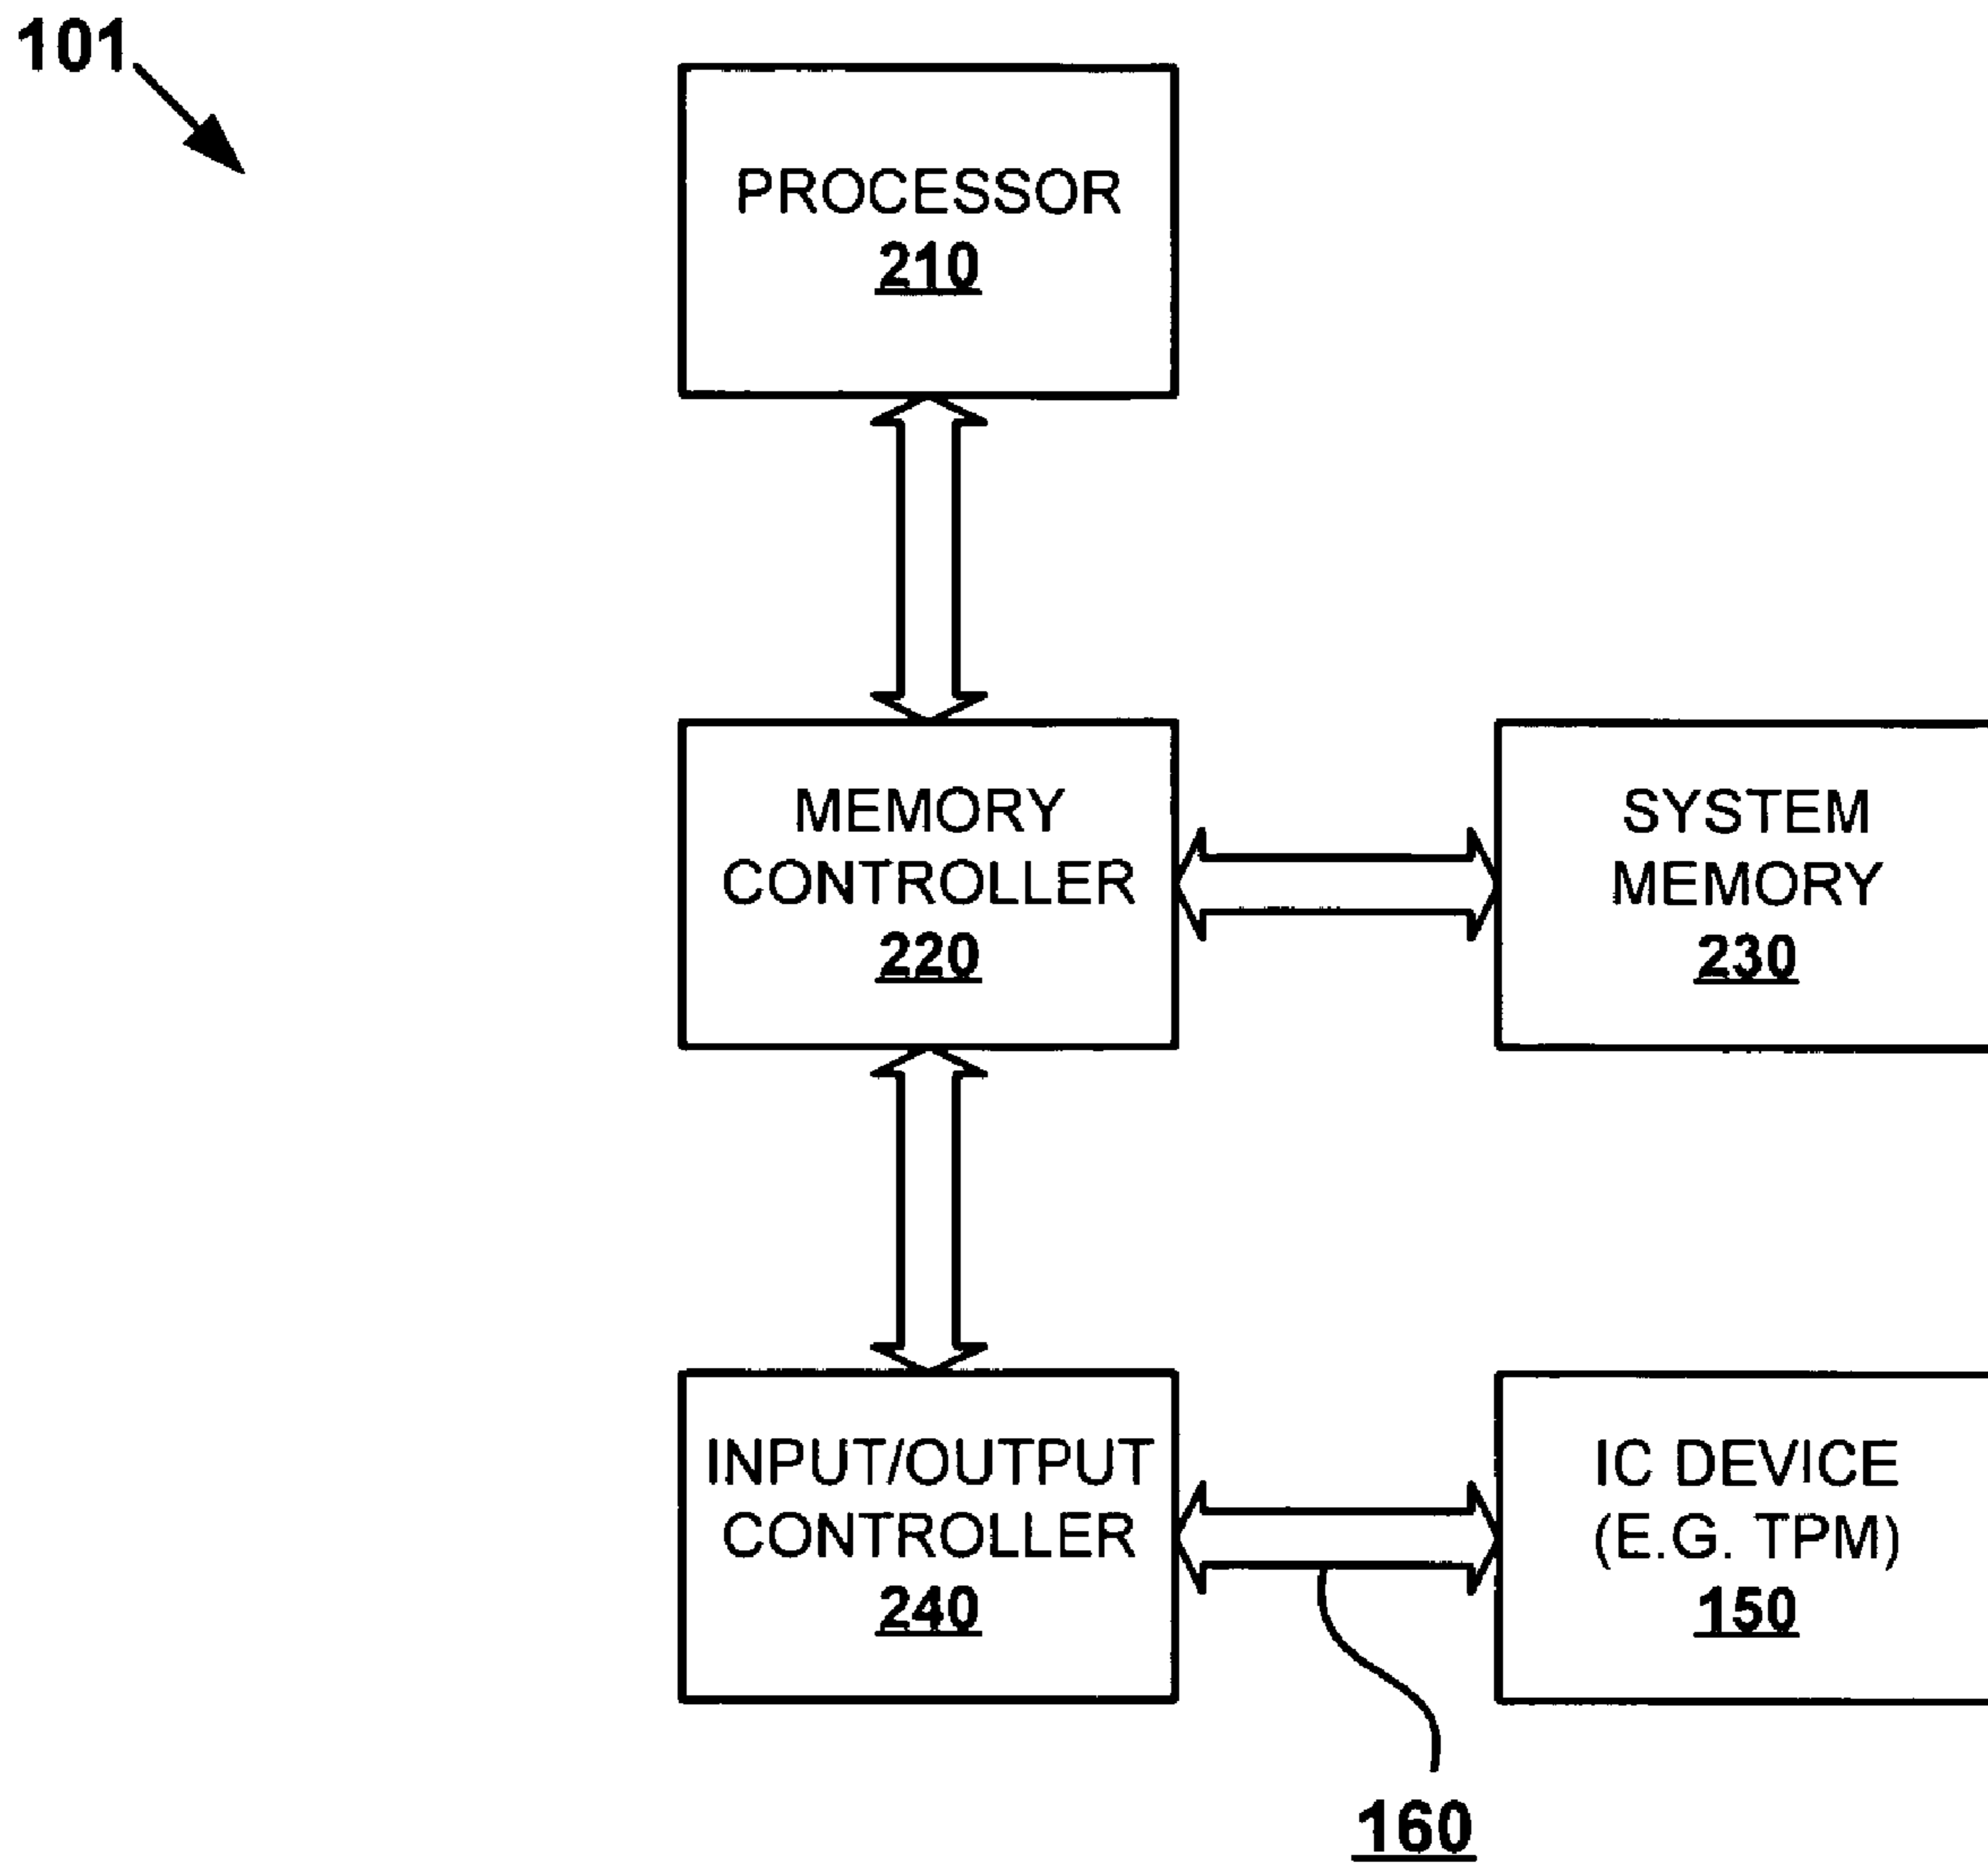 101
PROCESSOR
210
MEMORY
CONTROLLER
220
SYSTEM
MEMORY
230
INPUT/OUTPUT
CONTROLLER
240
IC DEVICE
(E.G. TPM)
150
160